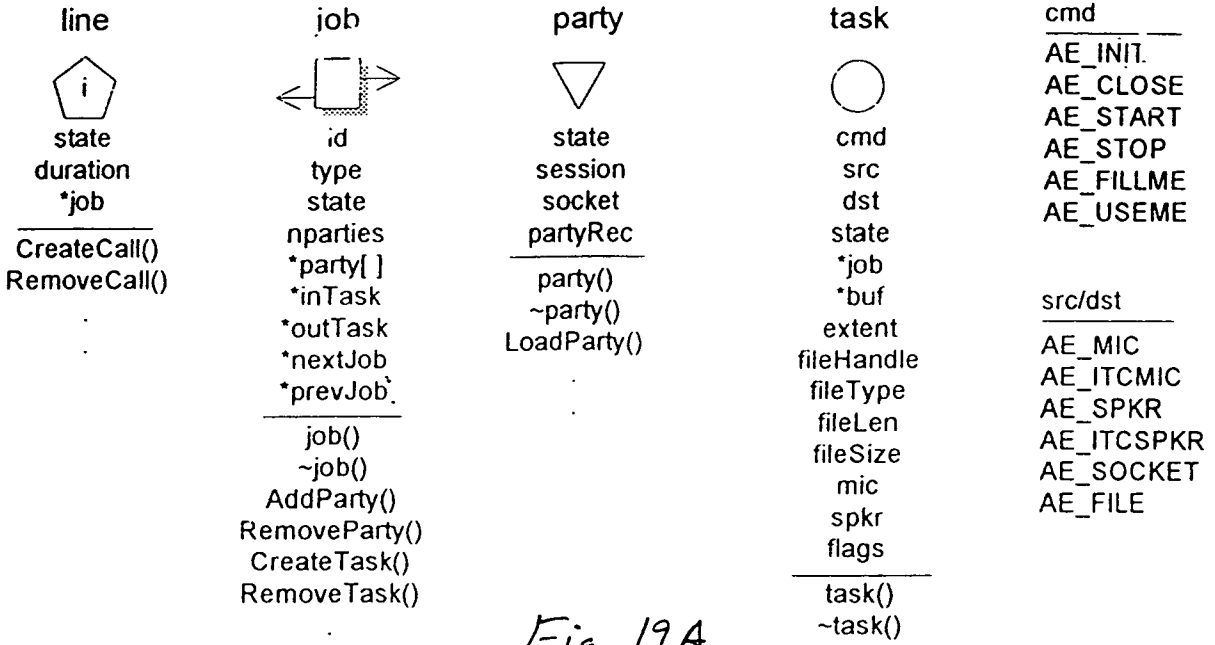 line
i
state
duration
*job
CreateCall()
RemoveCall()
.
.
job
id
type
state
nparties
*party[ ]
*inTask
*outTask
*nextJob
*prevJob
job()
~job()
AddParty()
RemoveParty()
CreateTask()
RemoveTask()
.
party
state
session
socket
partyRec
party()
~party()
LoadParty()
.
.
task
cmd
src
dst
state
*job
*buf
extent
fileHandle
fileType
fileLen
fileSize
mic
spkr
flags
task()
~task()
cmd
AE_INIT
AE_CLOSE
AE_START
AE_STOP
AE_FILLME
AE_USEME
src/dst
AE_MIC
AE_ITCMIC
AE_SPKR
AE_ITCSPKR
AE_SOCKET
AE_FILE
Fig. 19A